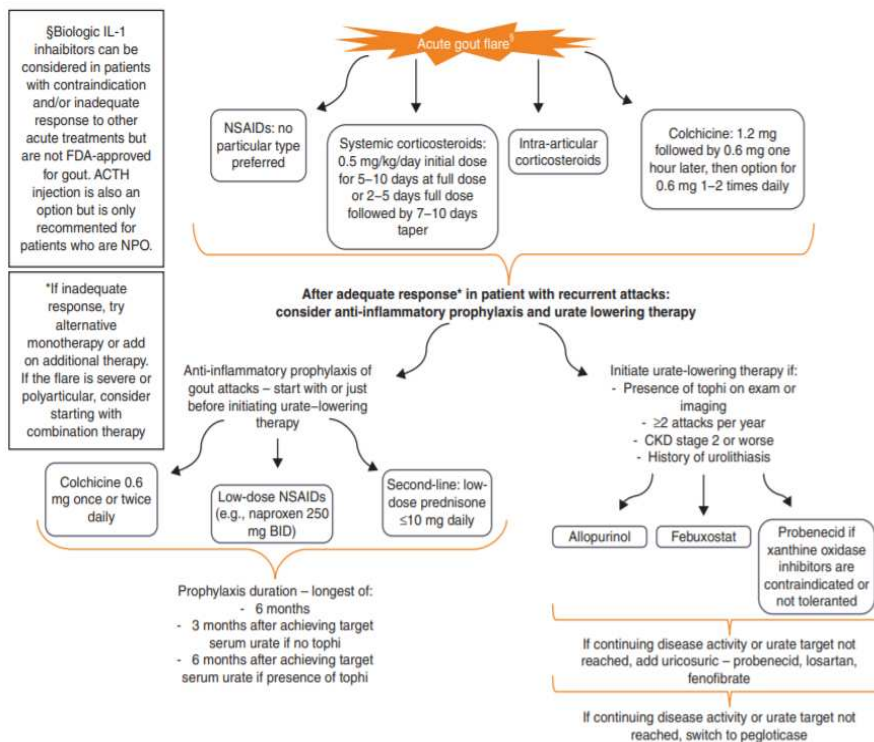 §Biologic IL-1
inhaibitors can be
considered in patients
with contraindication
and/or inadequate
response to other
acute treatments but
are not FDA-approved
for gout. ACTH
injection is also an
option but is only
recommented for
patients who are NPO.
*If inadequate
response, try
alternative
monotherapy or add
on additional therapy.
If the flare is severe or
polyarticular, consider
starting with
combination therapy
Acute gout flare§
NSAIDs: no
particular type
preferred
Systemic corticosteroids:
0.5 mg/kg/day initial dose
for 5–10 days at full dose
or 2–5 days full dose
followed by 7–10 days
taper
Intra-articular
corticosteroids
Colchicine: 1.2 mg
followed by 0.6 mg one
hour later, then option for
0.6 mg 1–2 times daily
After adequate response* in patient with recurrent attacks:
consider anti-inflammatory prophylaxis and urate lowering therapy
Anti-inflammatory prophylaxis of
gout attacks – start with or just
before initiating urate–lowering
therapy
Colchicine 0.6
mg once or twice
daily
Low-dose NSAIDs
(e.g., naproxen 250
mg BID)
Second-line: low-
dose prednisone
≤10 mg daily
Prophylaxis duration – longest of:
- 6 months
- 3 months after achieving target
serum urate if no tophi
- 6 months after achieving target
serum urate if presence of tophi
Initiate urate-lowering therapy if:
- Presence of tophi on exam or
imaging
- ≥2 attacks per year
- CKD stage 2 or worse
- History of urolithiasis
Allopurinol
Febuxostat
Probenecid if
xanthine oxidase
inhibitors are
contraindicated or
not toleranted
If continuing disease activity or urate target not
reached, add uricosuric – probenecid, losartan,
fenofibrate
If continuing disease activity or urate target not
reached, switch to pegloticase